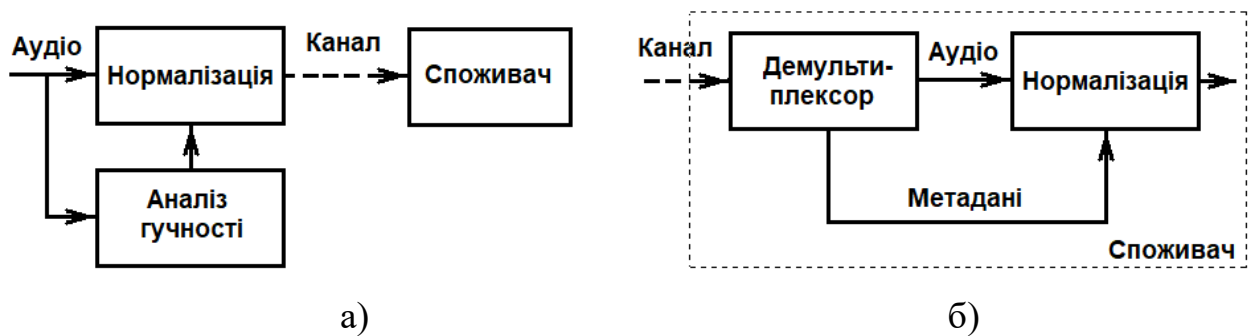 Аудіо
Нормалізація
Канал
Споживач
Аналіз
гучності
а)
Канал
Демульти-
плексор
Аудіо
Нормалізація
Метадані
Споживач
б)